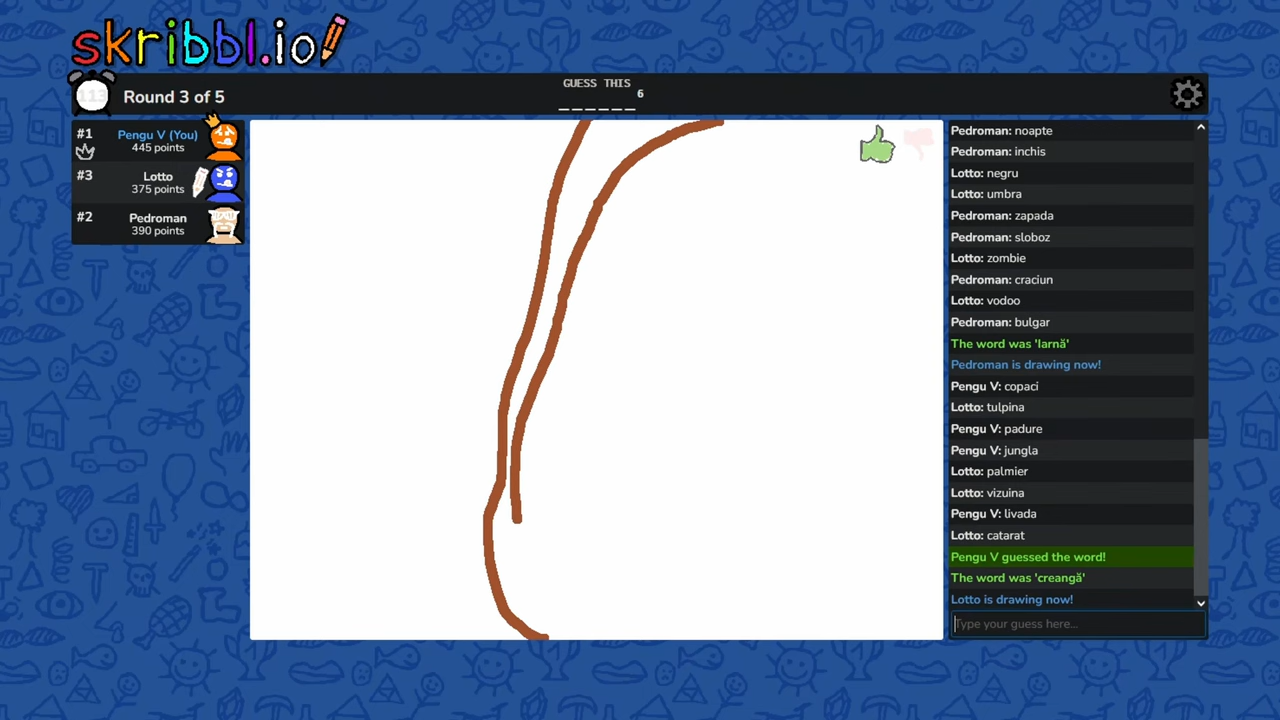 skribbl.io
113
Round 3 of 5
GUESS THIS
______ 6
#1
Pengu V (You)
445 points
#3
Lotto
375 points
#2
Pedroman
390 points
Pedroman: noapte
Pedroman: inchis
Lotto: negru
Lotto: umbra
Pedroman: zapada
Pedroman: sloboz
Lotto: zombie
Pedroman: craciun
Lotto: vodoo
Pedroman: bulgar
The word was 'Iarnă'
Pedroman is drawing now!
Pengu V: copaci
Lotto: tulpina
Pengu V: padure
Pengu V: jungla
Lotto: palmier
Lotto: vizuina
Pengu V: livada
Lotto: catarat
Pengu V guessed the word!
The word was 'creangă'
Lotto is drawing now!
Type your guess here...